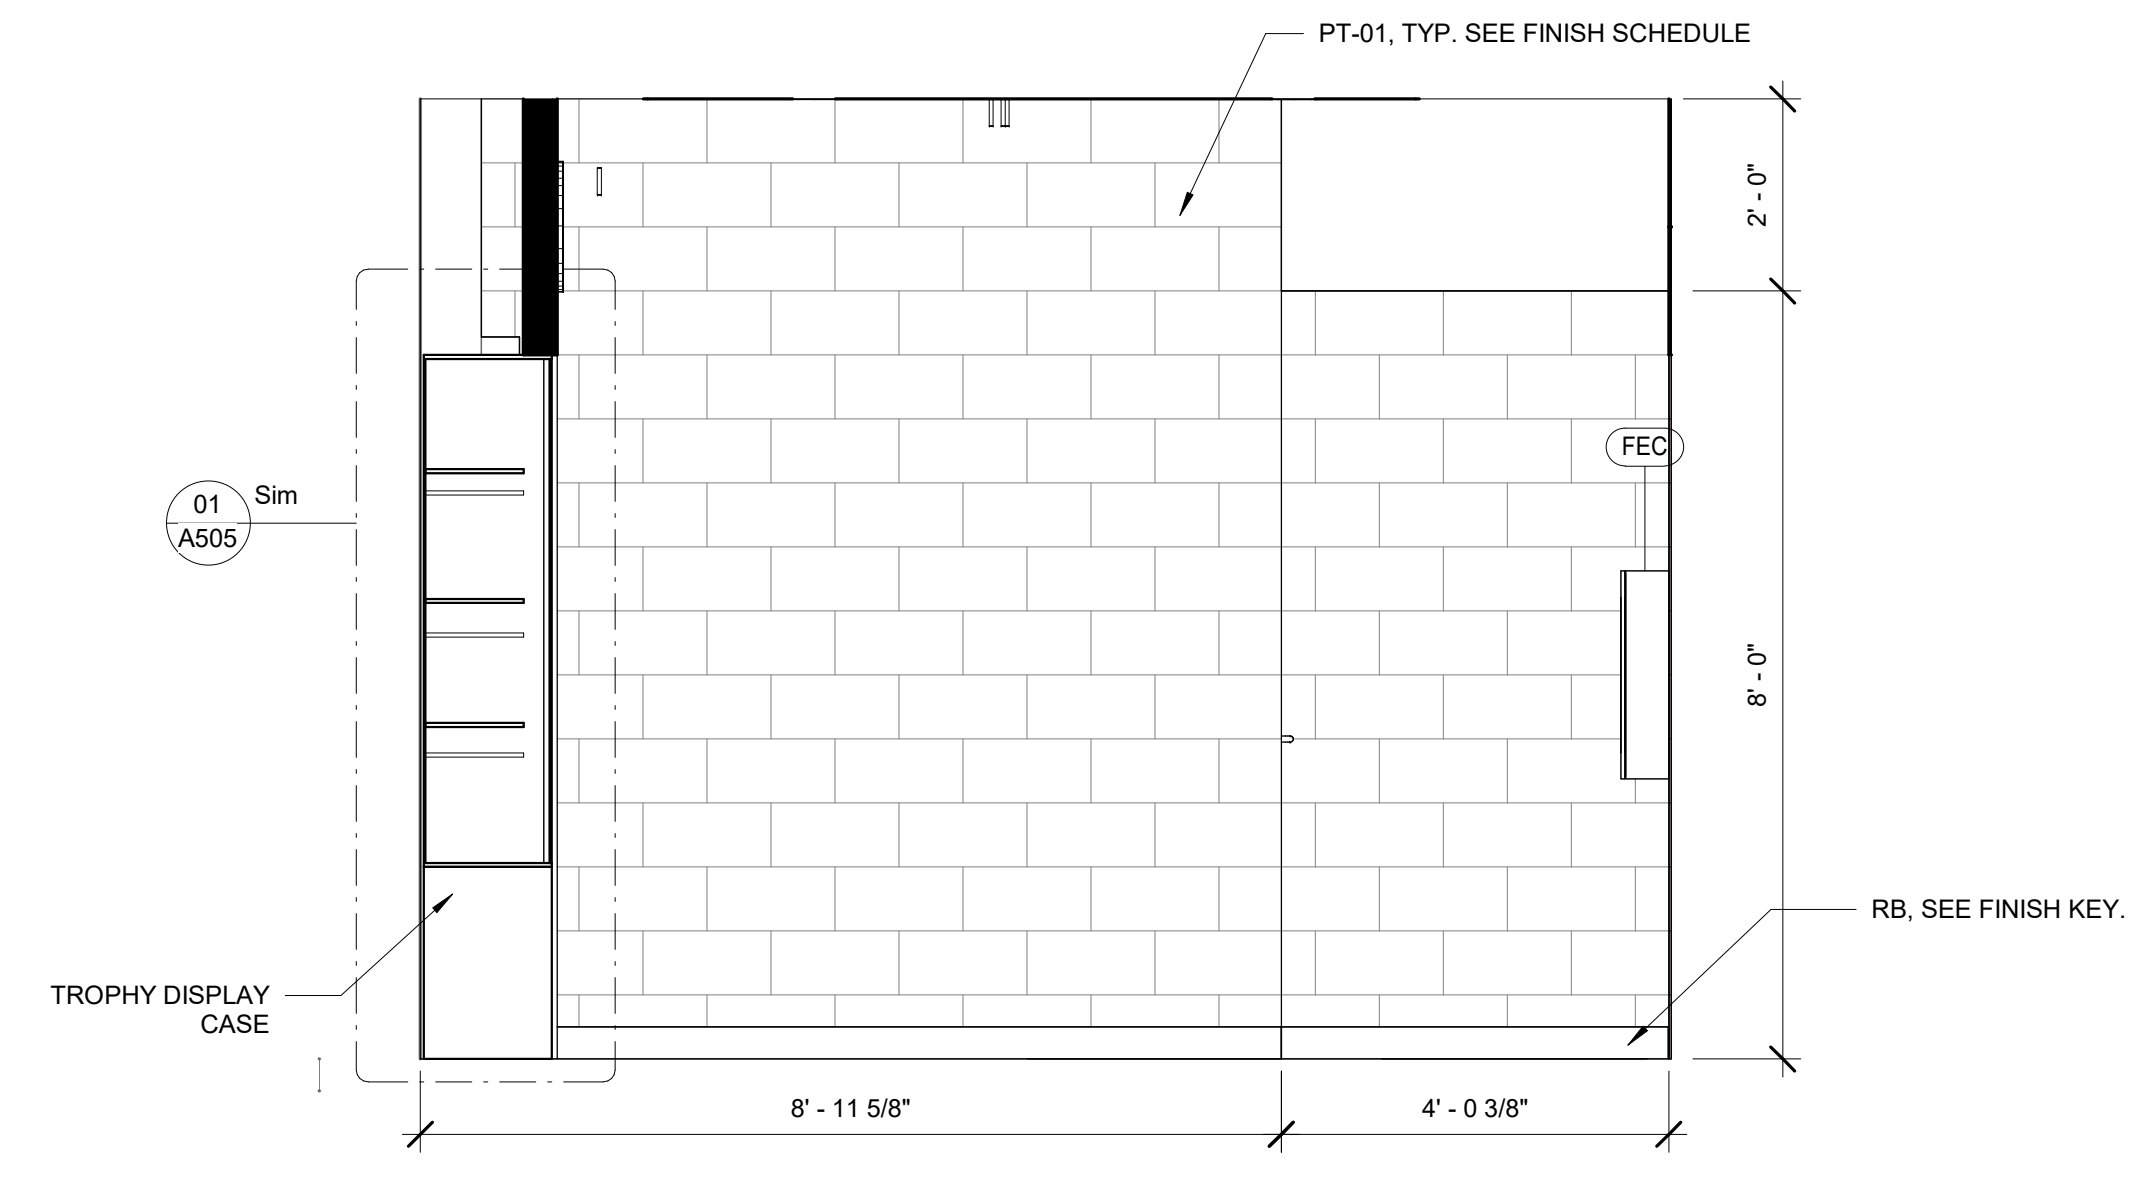 PT-01, TYP. SEE FINISH SCHEDULE
2' - 0"
FEC
01
Sim
A505
8' - 0"
RB, SEE FINISH KEY.
TROPHY DISPLAY
CASE
8' - 11 5/8"
4' - 0 3/8"